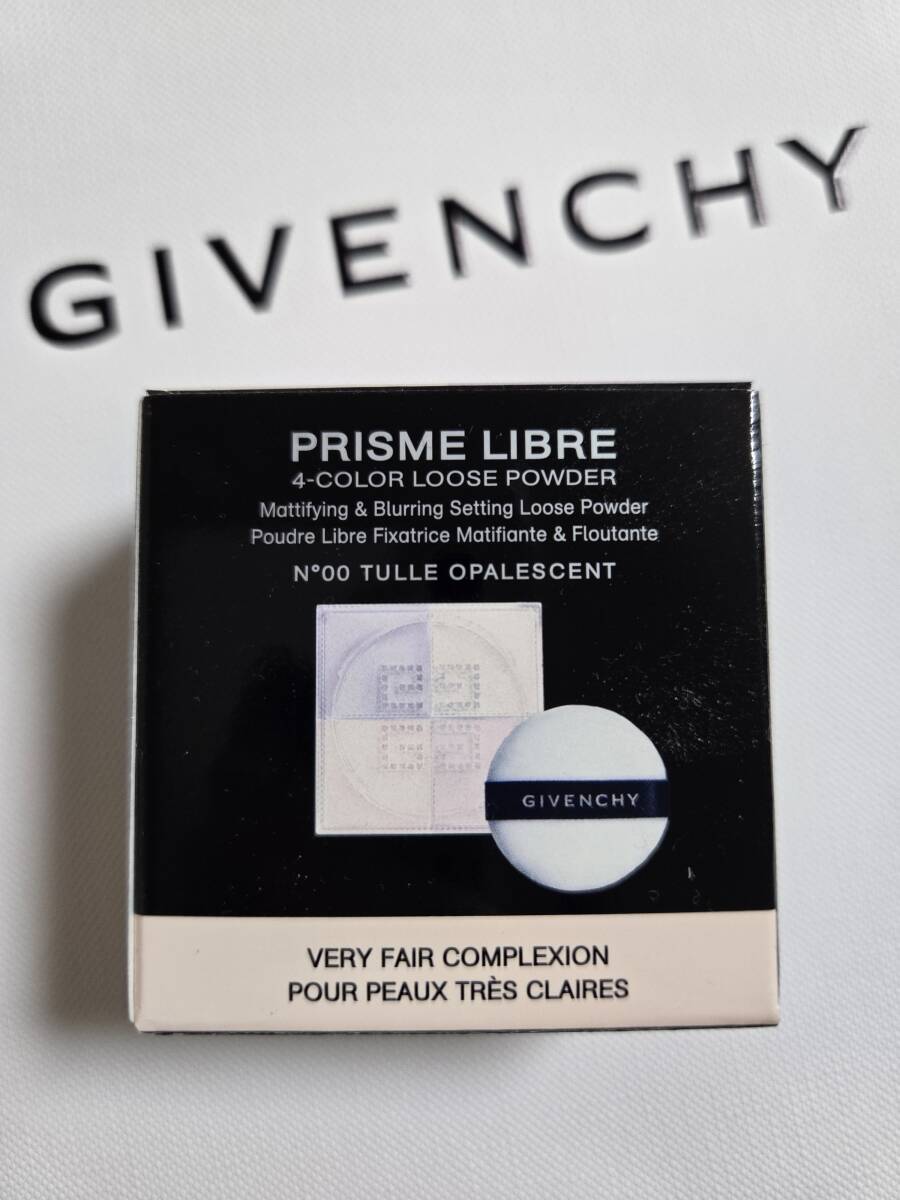 GIVENCHY
PRISME LIBRE
4-COLOR LOOSE POWDER
Mattifying & Blurring Setting Loose Powder
Poudre Libre Fixatrice Matifiante & Floutante
N°00 TULLE OPALESCENT
GIVENCHY
VERY FAIR COMPLEXION
POUR PEAUX TRÈS CLAIRES